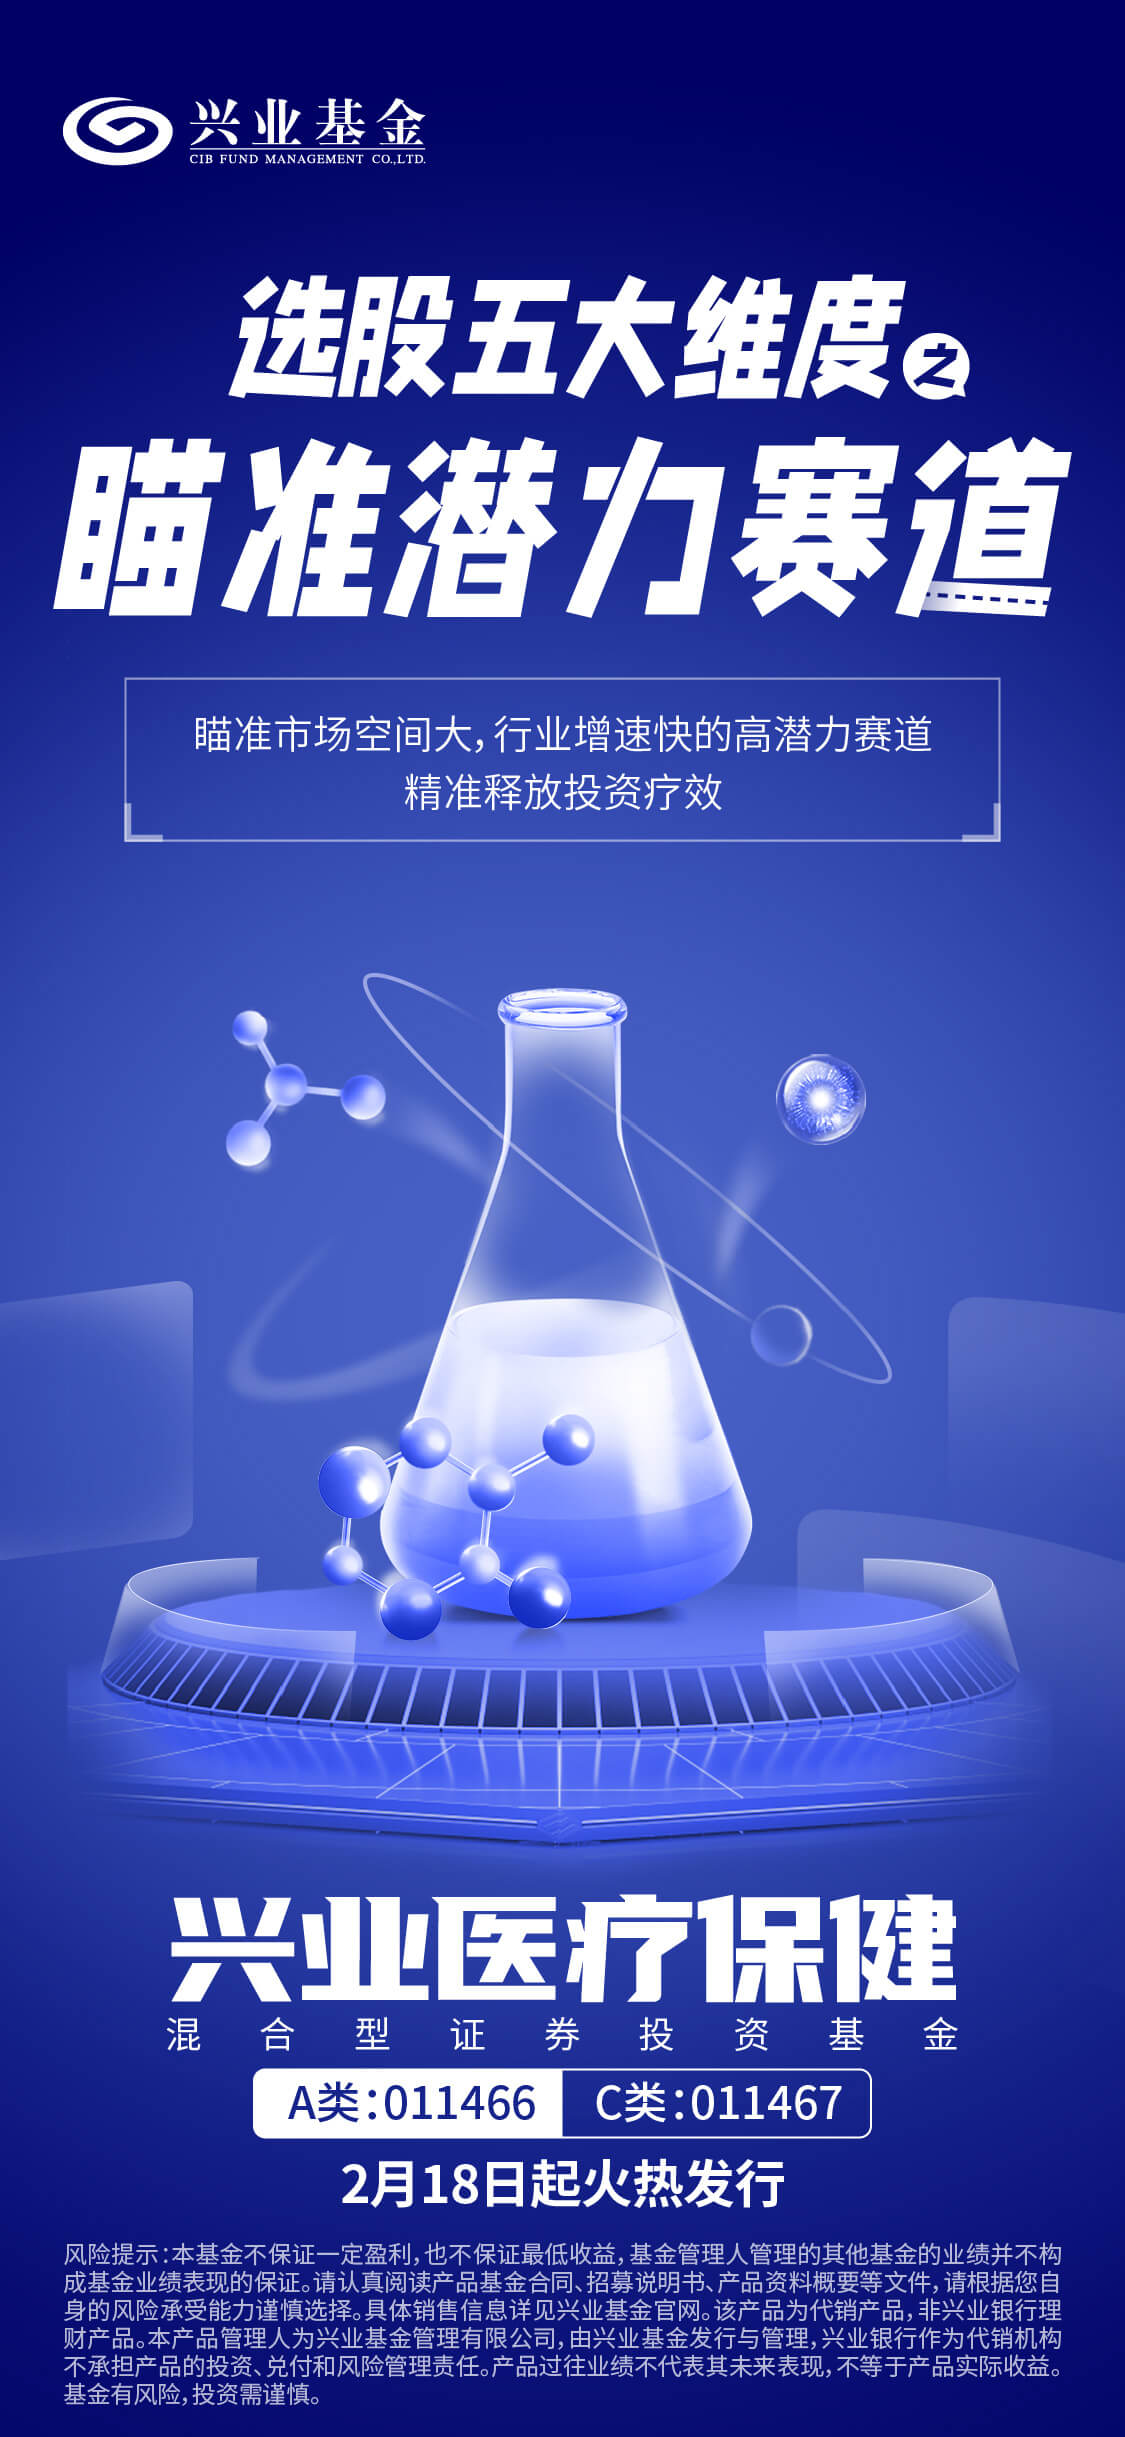 兴业基金
CIB FUND MANAGEMENT CO.,LTD.
选股五大维度之
瞄准潜力赛道
瞄准市场空间大，行业增速快的高潜力赛道
精准释放投资疗效
兴业医疗保健
混合型证券投资基金
A类：011466 C类：011467
2月18日起火热发行
风险提示：本基金不保证一定盈利，也不保证最低收益，基金管理人管理的其他基金的业绩并不构
成基金业绩表现的保证。请认真阅读产品基金合同、招募说明书、产品资料概要等文件，请根据您自
身的风险承受能力谨慎选择。具体销售信息详见兴业基金官网。该产品为代销产品，非兴业银行理
财产品。本产品管理人为兴业基金管理有限公司，由兴业基金发行与管理，兴业银行作为代销机构
不承担产品的投资、兑付和风险管理责任。产品过往业绩不代表其未来表现，不等于产品实际收益。
基金有风险，投资需谨慎。